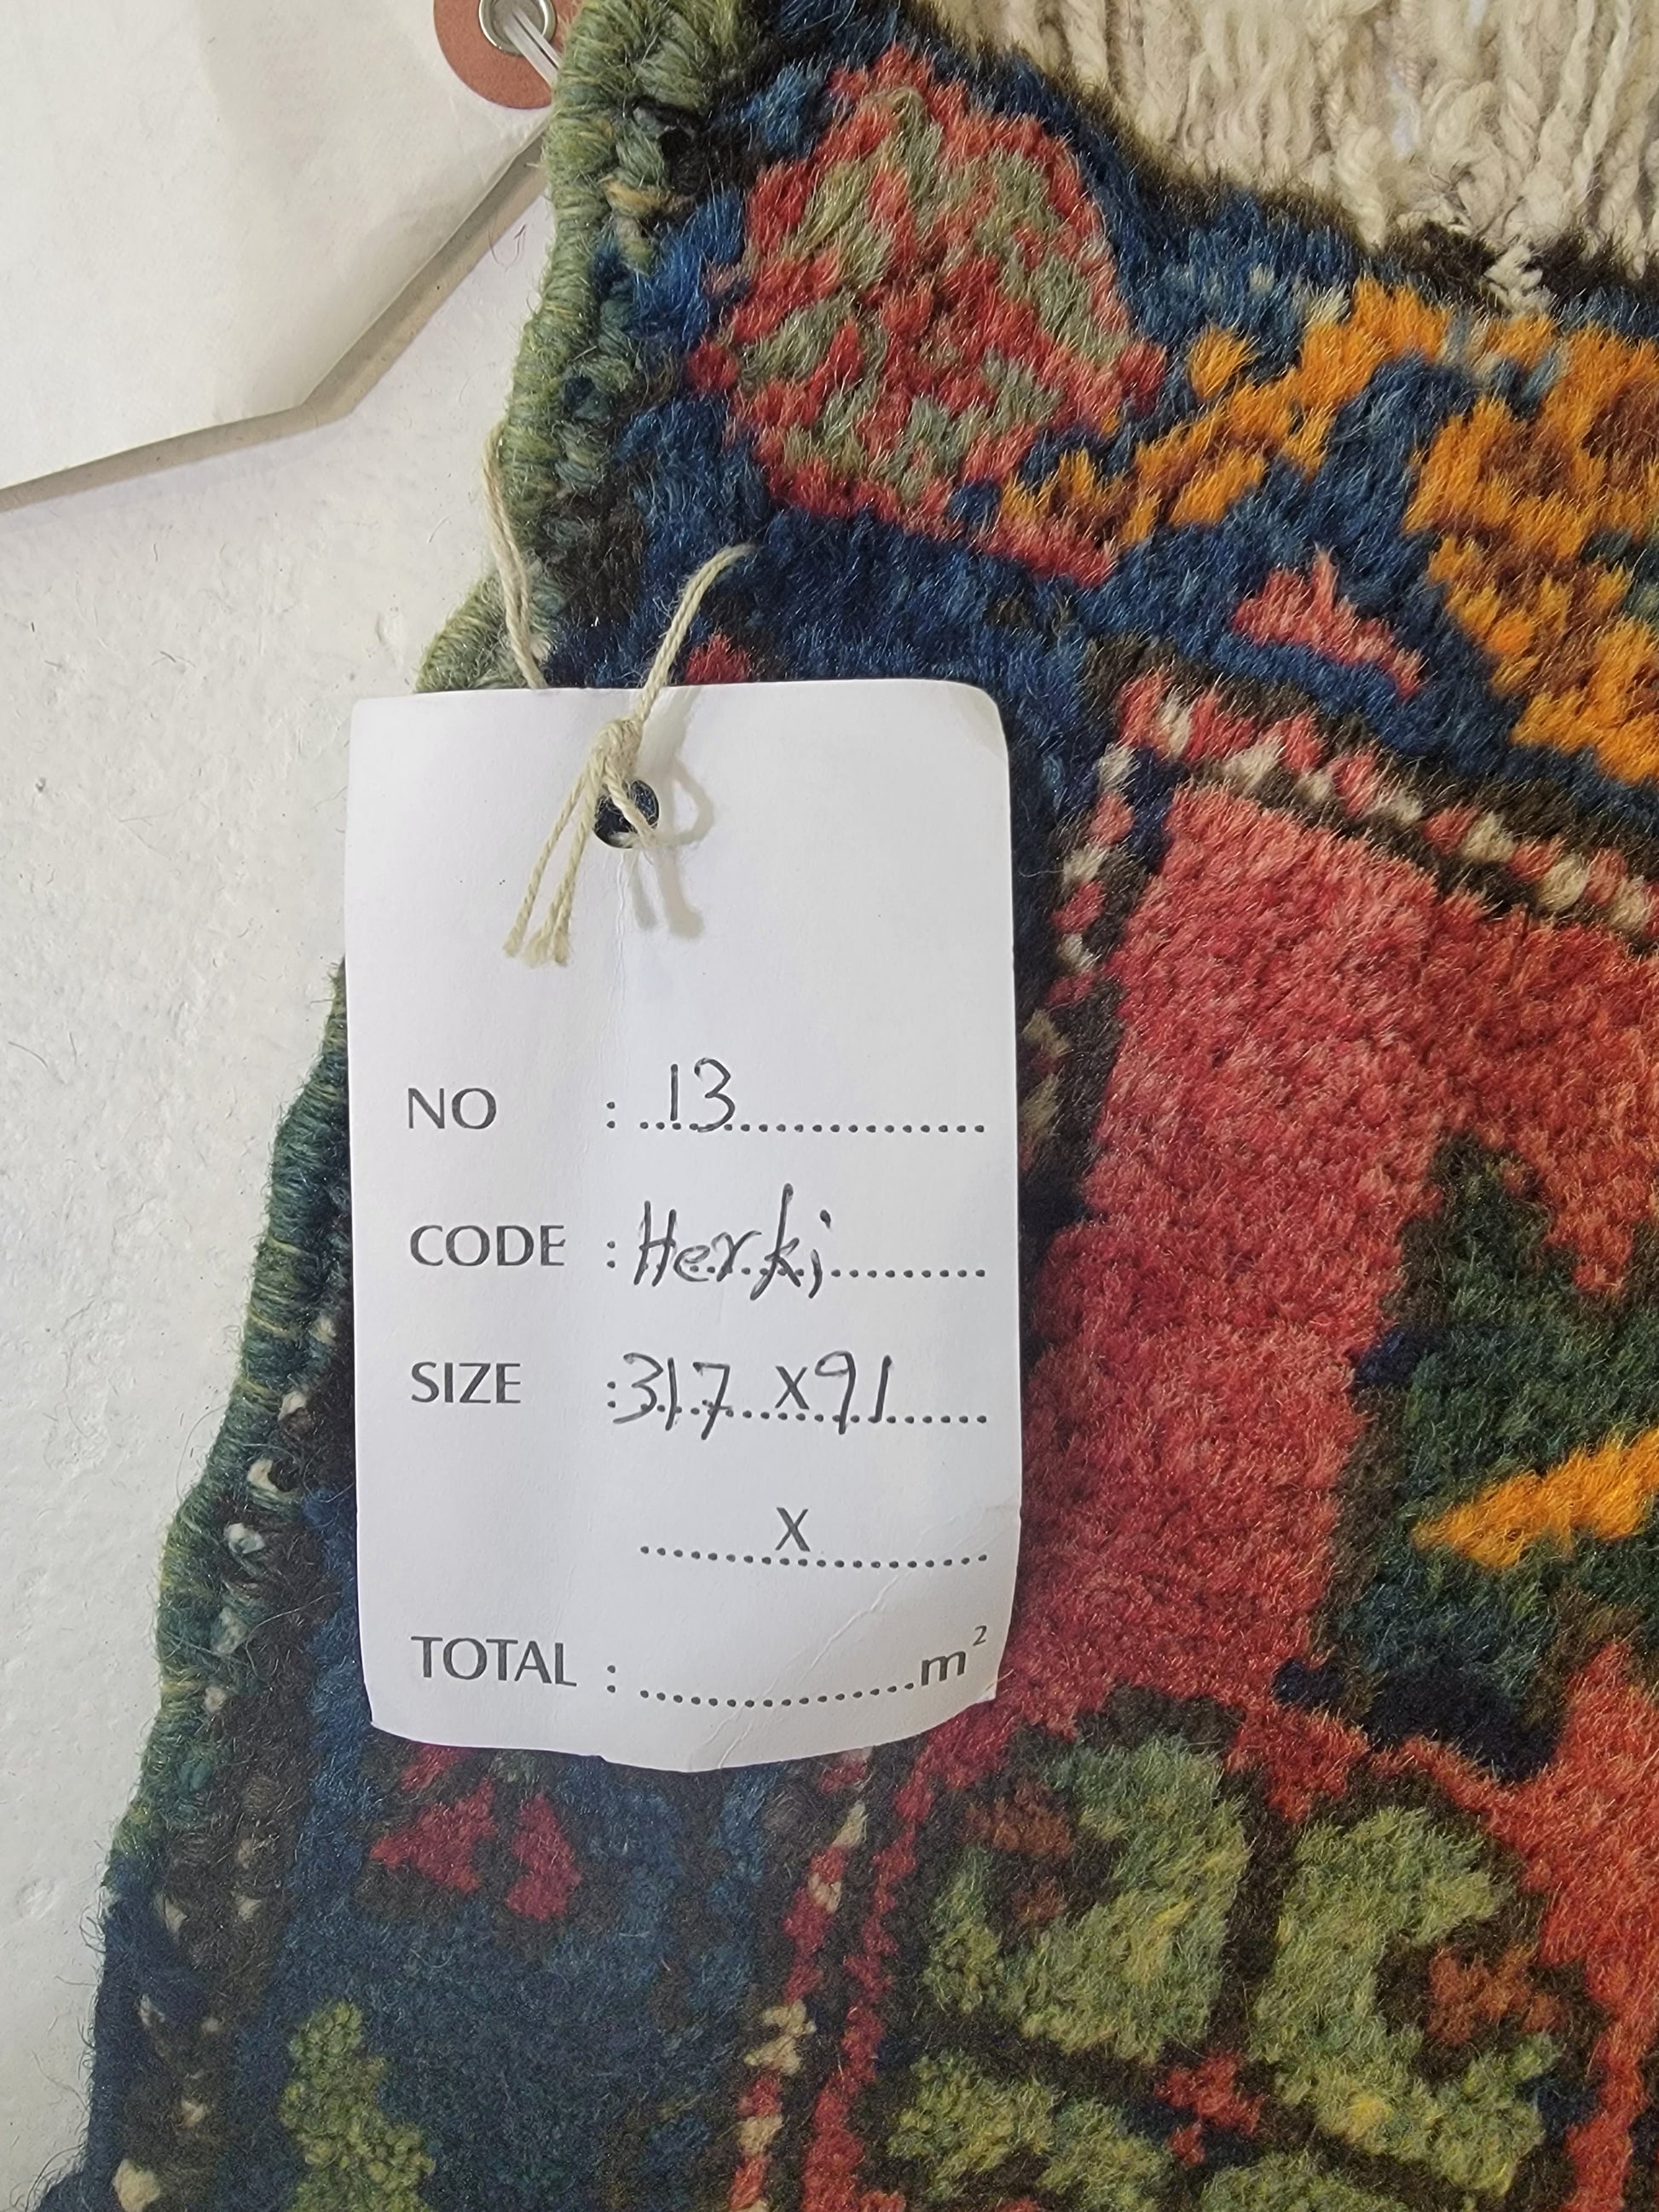 NO : 13
CODE : Herki
SIZE : 317 X 91
X
TOTAL : m²